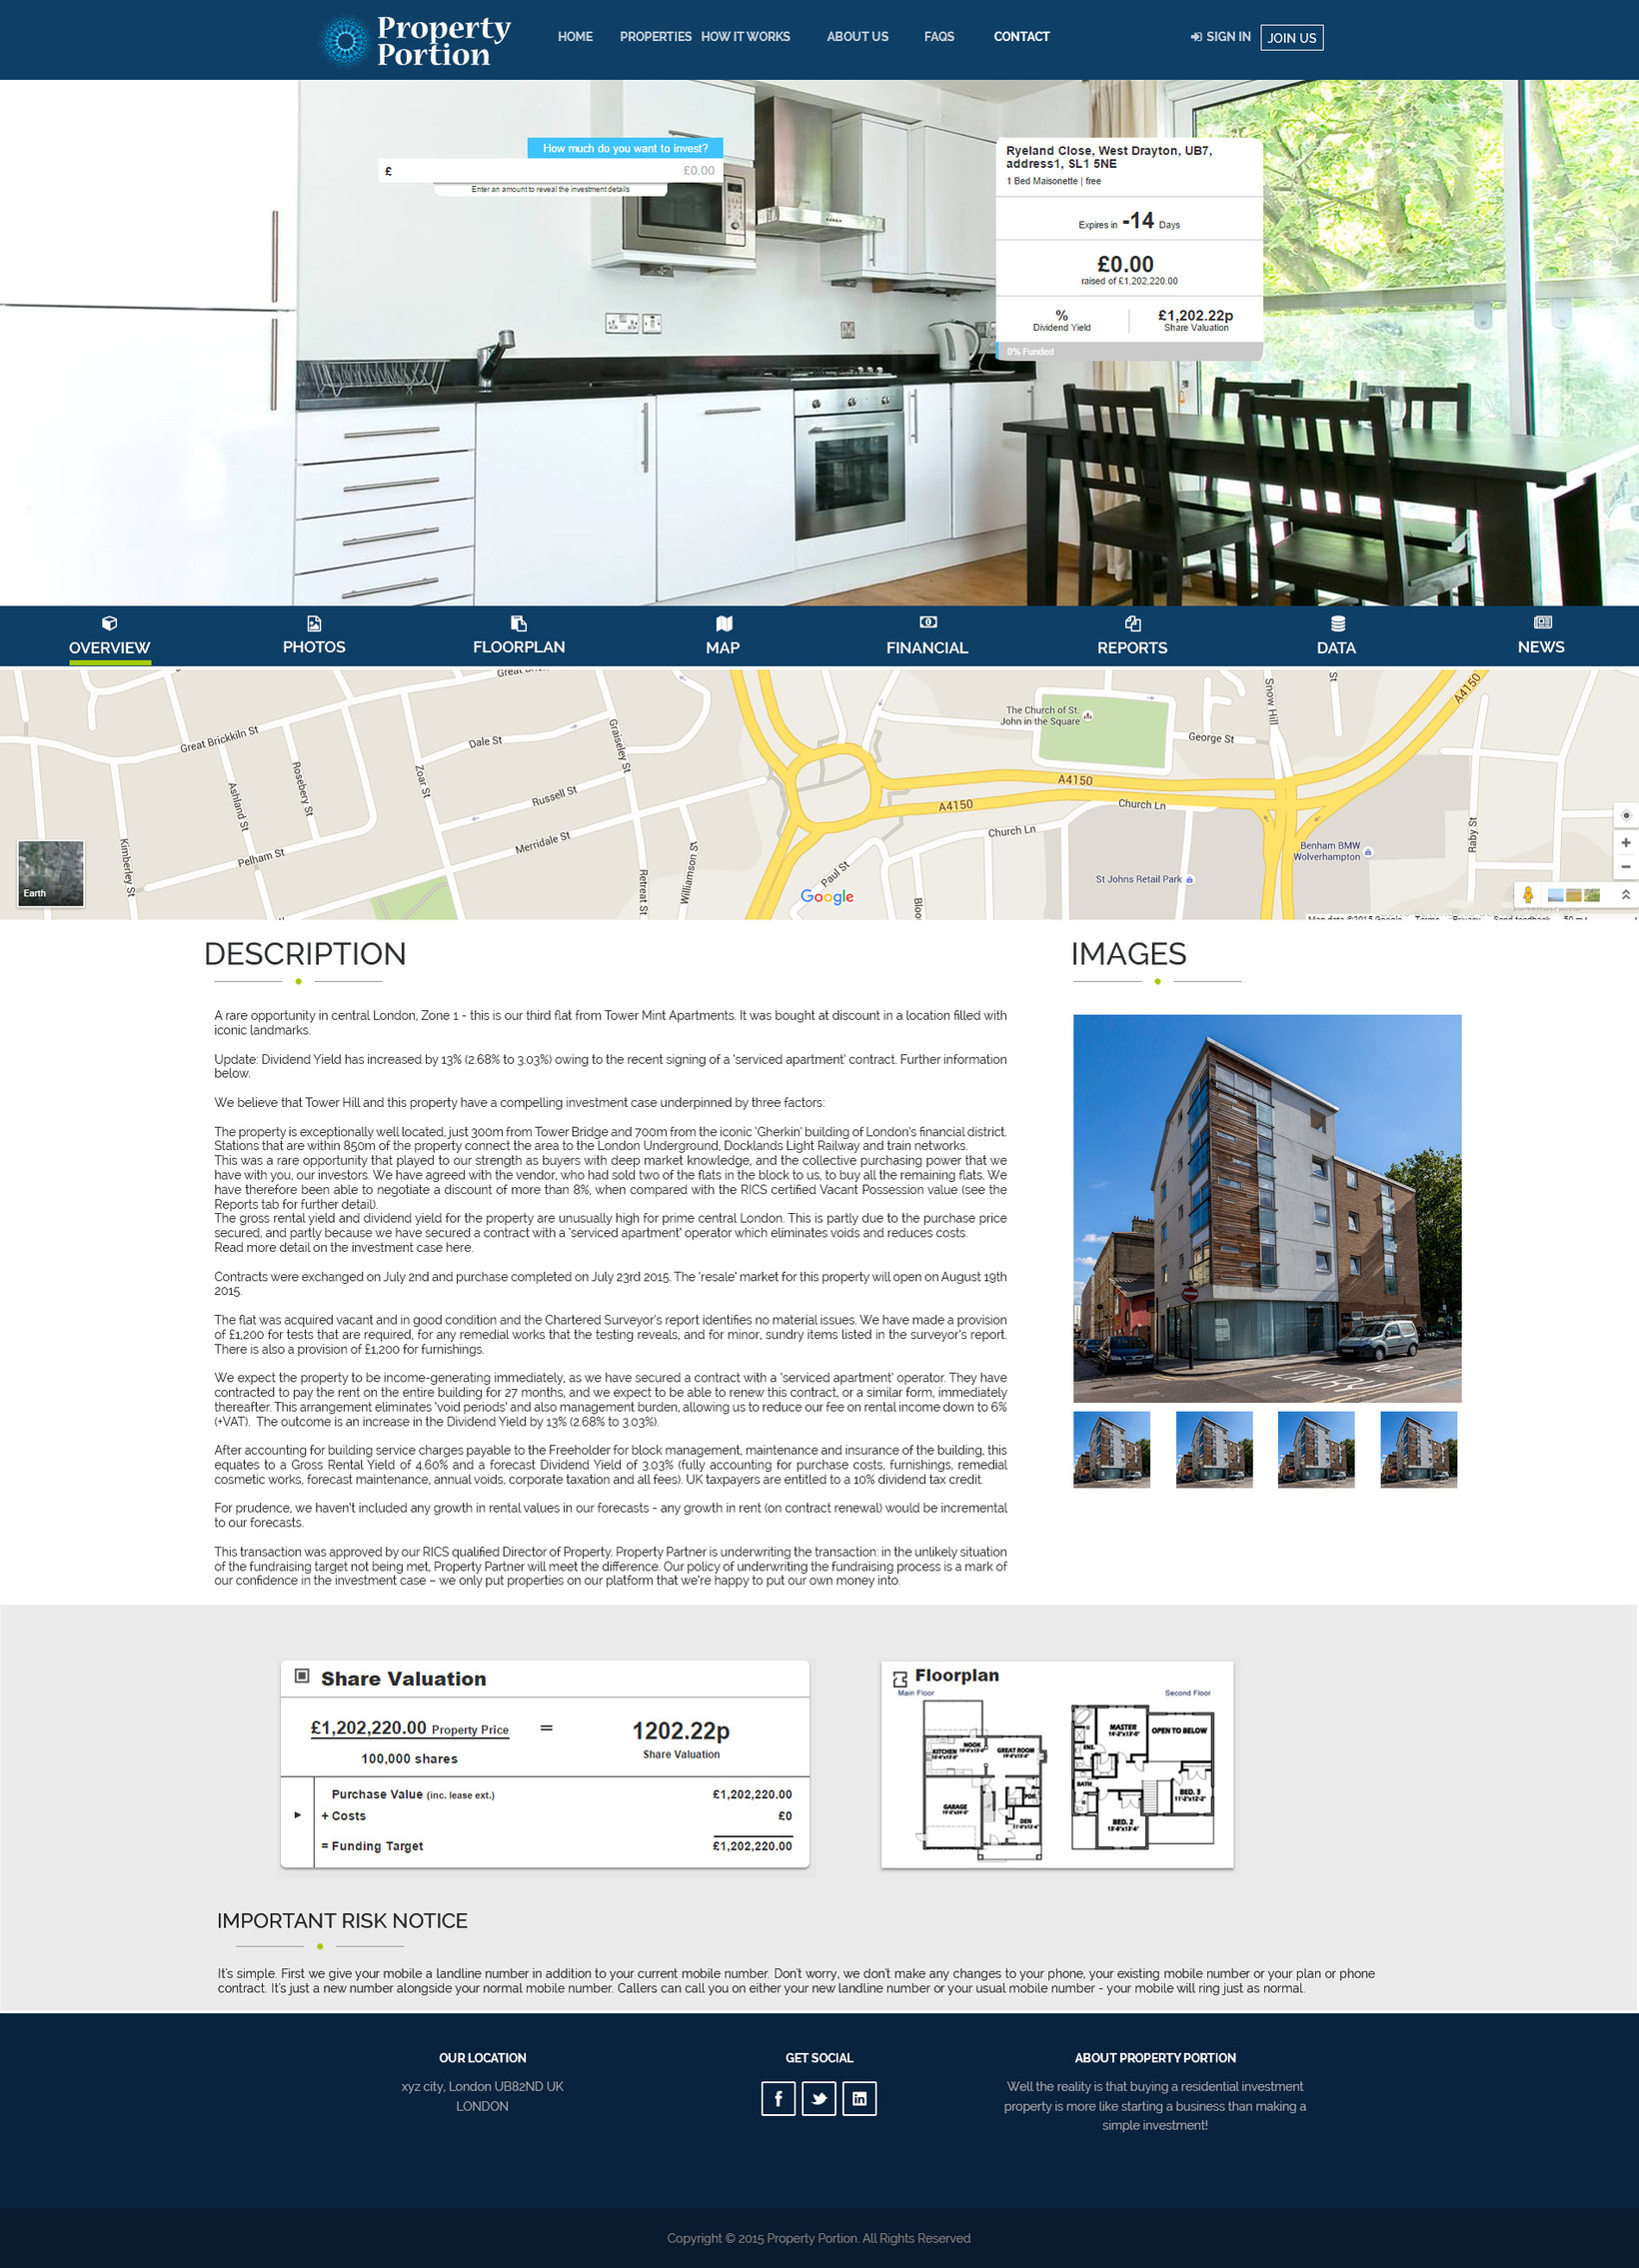 Property
Portion
HOME PROPERTIES HOW IT WORKS ABOUT US FAQS CONTACT SIGN IN JOIN US
How much do you want to invest?
£ £0.00
Enter an amount to reveal the investment details
Ryeland Close, West Drayton, UB7,
address1, SL1 5NE
1 Bed Maisonette | free
Expires in -14 Days
£0.00
raised of £1,202,220.00
% £1,202.22p
Dividend Yield Share Valuation
0% Funded
OVERVIEW PHOTOS FLOORPLAN MAP FINANCIAL REPORTS DATA NEWS
Great Brickkiln St
Ashland St
Rosebery St
Kimberley St
Pelham St
Zoar St
Dale St
Graiseley St
Russell St
Merridale St
Retreat St
Williamson St
Paul St
Church Ln
A4150
The Church of St.
John in the Square
George St
Snow Hill
St
A4150
A4150
Church Ln
Benham BMW
Wolverhampton
St Johns Retail Park
Raby St
Earth
Google
Map data ©2015 Google Terms Privacy Send feedback 50 m
DESCRIPTION
A rare opportunity in central London, Zone 1 - this is our third flat from Tower Mint Apartments. It was bought at discount in a location filled with
iconic landmarks.
Update: Dividend Yield has increased by 13% (2.68% to 3.03%) owing to the recent signing of a 'serviced apartment' contract. Further information
below.
We believe that Tower Hill and this property have a compelling investment case underpinned by three factors:
The property is exceptionally well located, just 300m from Tower Bridge and 700m from the iconic 'Gherkin' building of London's financial district.
Stations that are within 850m of the property connect the area to the London Underground, Docklands Light Railway and train networks.
This was a rare opportunity that played to our strength as buyers with deep market knowledge, and the collective purchasing power that we
have with you, our investors. We have agreed with the vendor, who had sold two of the flats in the block to us, to buy all the remaining flats. We
have therefore been able to negotiate a discount of more than 8%, when compared with the RICS certified Vacant Possession value (see the
Reports tab for further detail).
The gross rental yield and dividend yield for the property are unusually high for prime central London. This is partly due to the purchase price
secured, and partly because we have secured a contract with a 'serviced apartment' operator which eliminates voids and reduces costs.
Read more detail on the investment case here.
Contracts were exchanged on July 2nd and purchase completed on July 23rd 2015. The 'resale' market for this property will open on August 19th
2015.
The flat was acquired vacant and in good condition and the Chartered Surveyor's report identifies no material issues. We have made a provision
of £1,200 for tests that are required, for any remedial works that the testing reveals, and for minor, sundry items listed in the surveyor's report.
There is also a provision of £1,200 for furnishings.
We expect the property to be income-generating immediately, as we have secured a contract with a 'serviced apartment' operator. They have
contracted to pay the rent on the entire building for 27 months, and we expect to be able to renew this contract, or a similar form, immediately
thereafter. This arrangement eliminates 'void periods' and also management burden, allowing us to reduce our fee on rental income down to 6%
(+VAT). The outcome is an increase in the Dividend Yield by 13% (2.68% to 3.03%).
After accounting for building service charges payable to the Freeholder for block management, maintenance and insurance of the building, this
equates to a Gross Rental Yield of 4.60% and a forecast Dividend Yield of 3.03% (fully accounting for purchase costs, furnishings, remedial
cosmetic works, forecast maintenance, annual voids, corporate taxation and all fees). UK taxpayers are entitled to a 10% dividend tax credit.
For prudence, we haven't included any growth in rental values in our forecasts - any growth in rent (on contract renewal) would be incremental
to our forecasts.
This transaction was approved by our RICS qualified Director of Property. Property Partner is underwriting the transaction: in the unlikely situation
of the fundraising target not being met, Property Partner will meet the difference. Our policy of underwriting the fundraising process is a mark of
our confidence in the investment case – we only put properties on our platform that we're happy to put our own money into.
IMAGES
Share Valuation
£1,202,220.00 Property Price = 1202.22p
100,000 shares Share Valuation
Purchase Value (inc. lease ext.) £1,202,220.00
+ Costs £0
= Funding Target £1,202,220.00
Floorplan
Main Floor Second Floor
KITCHEN
NOOK
GREAT ROOM
GARAGE
DEN
MASTER
14'-2"x13'-0"
OPEN TO BELOW
ENS.
BATH
BED. 3
11'-2"x12'-2"
BED. 2
IMPORTANT RISK NOTICE
It's simple. First we give your mobile a landline number in addition to your current mobile number. Don't worry, we don't make any changes to your phone, your existing mobile number or your plan or phone
contract. It's just a new number alongside your normal mobile number. Callers can call you on either your new landline number or your usual mobile number - your mobile will ring just as normal.
OUR LOCATION
xyz city, London UB82ND UK
LONDON
GET SOCIAL
ABOUT PROPERTY PORTION
Well the reality is that buying a residential investment
property is more like starting a business than making a
simple investment!
Copyright © 2015 Property Portion. All Rights Reserved